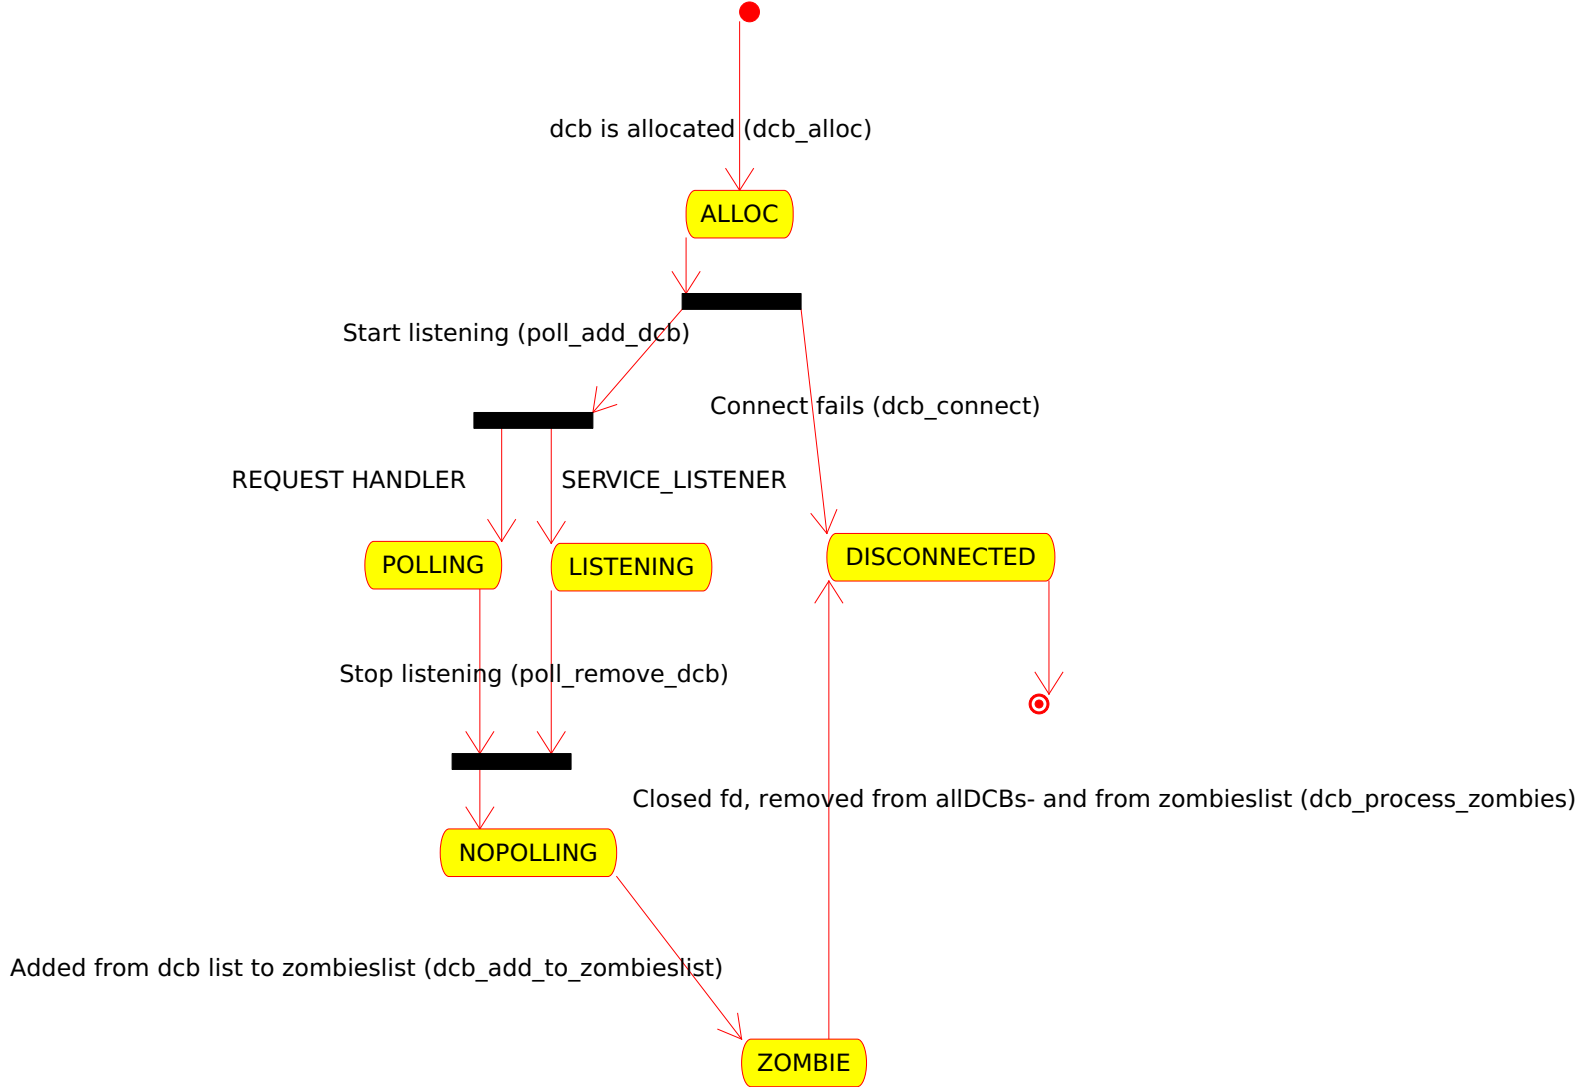 dcb is allocated (dcb_alloc)
ALLOC
Start listening (poll_add_dcb)
Connect fails (dcb_connect)
REQUEST HANDLER
SERVICE_LISTENER
POLLING
LISTENING
DISCONNECTED
Stop listening (poll_remove_dcb)
Closed fd, removed from allDCBs- and from zombieslist (dcb_process_zombies)
NOPOLLING
Added from dcb list to zombieslist (dcb_add_to_zombieslist)
ZOMBIE